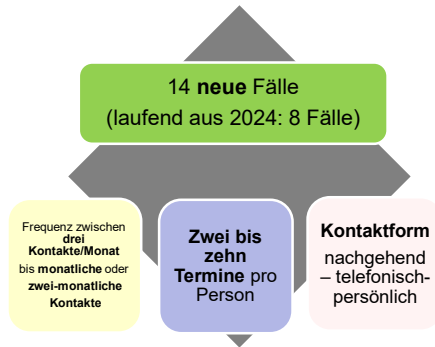 14 neue Fälle
(laufend aus 2024: 8 Fälle)
Frequenz zwischen
drei
Kontakte/Monat
bis monatliche oder
zwei-monatliche
Kontakte
Zwei bis
zehn
Termine pro
Person
Kontaktform
nachgehend
– telefonisch-
persönlich